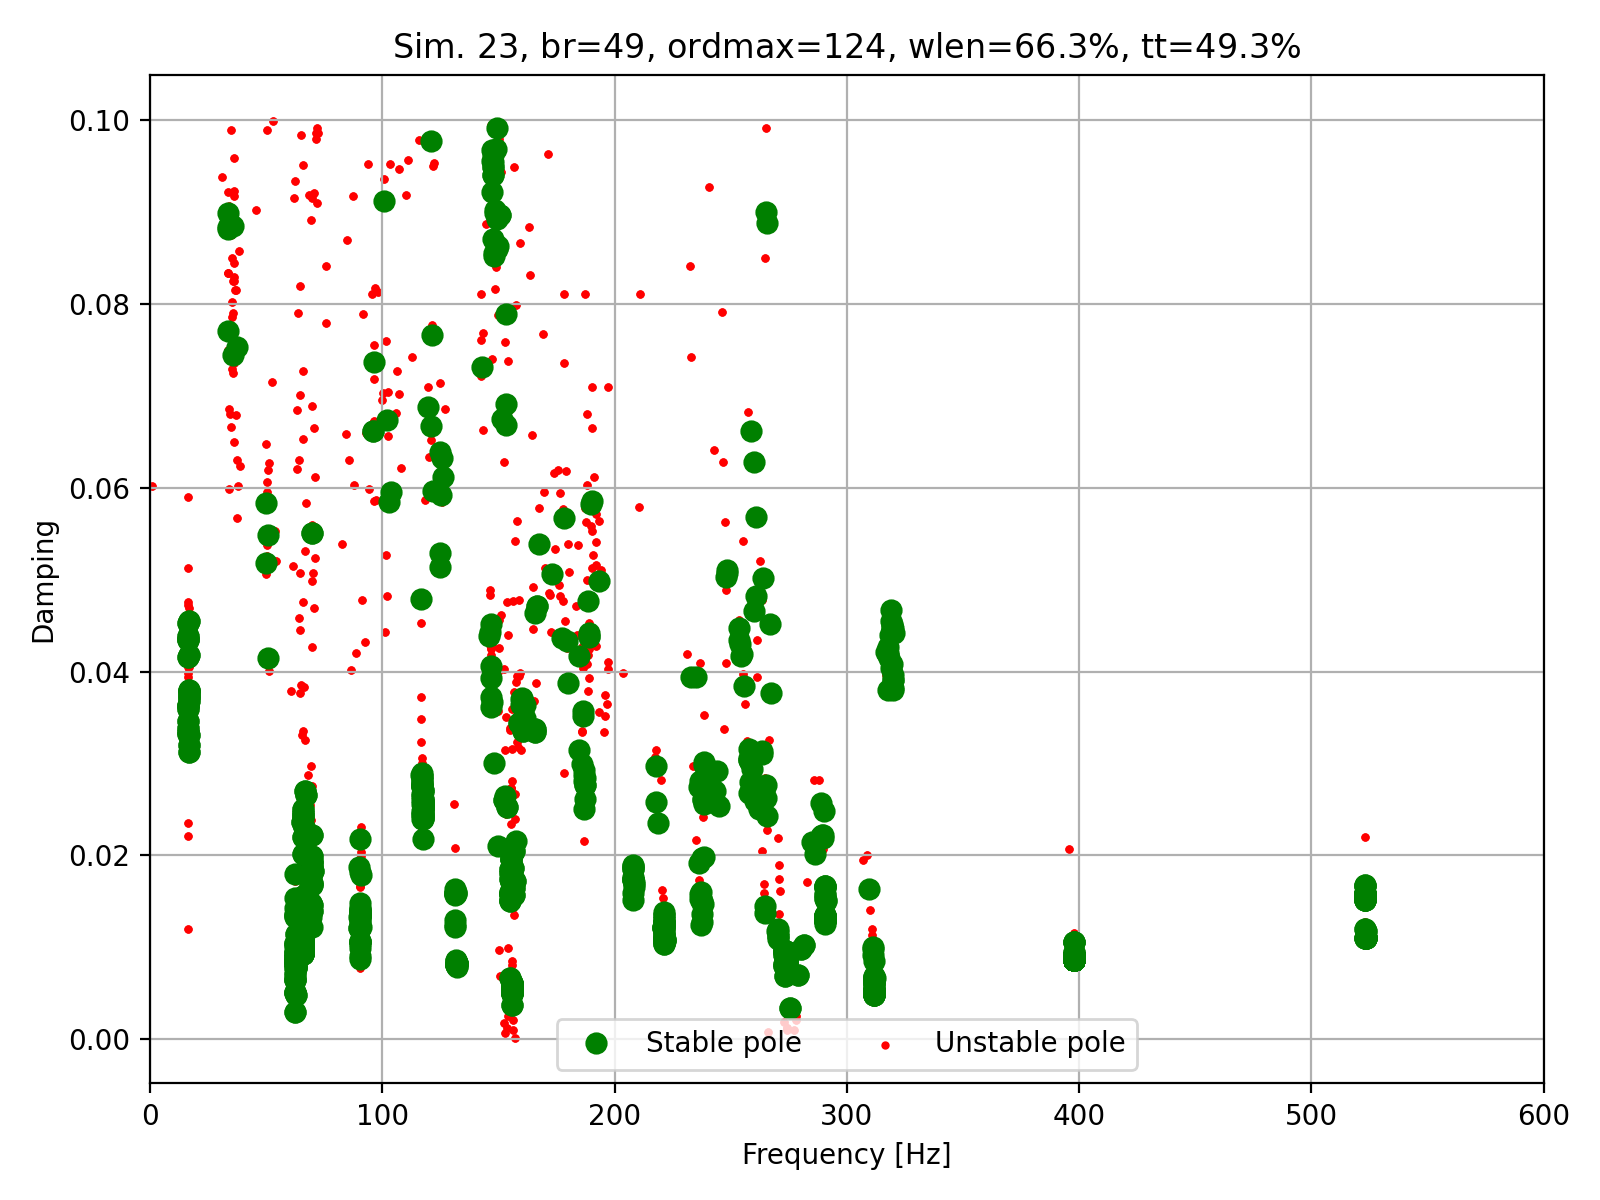 Sim. 23, br=49, ordmax=124, wlen=66.3%, tt=49.3%
0.10
0.08
0.06
0.04
0.02
0.00
Damping
Stable pole
Unstable pole
0
100
200
300
400
500
600
Frequency [Hz]